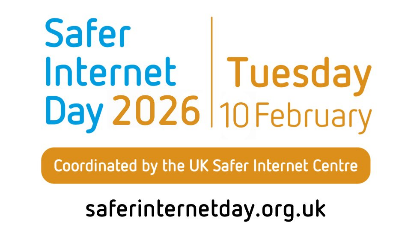 Safer
Internet
Day 2026
Tuesday
10 February
Coordinated by the UK Safer Internet Centre
saferinternetday.org.uk